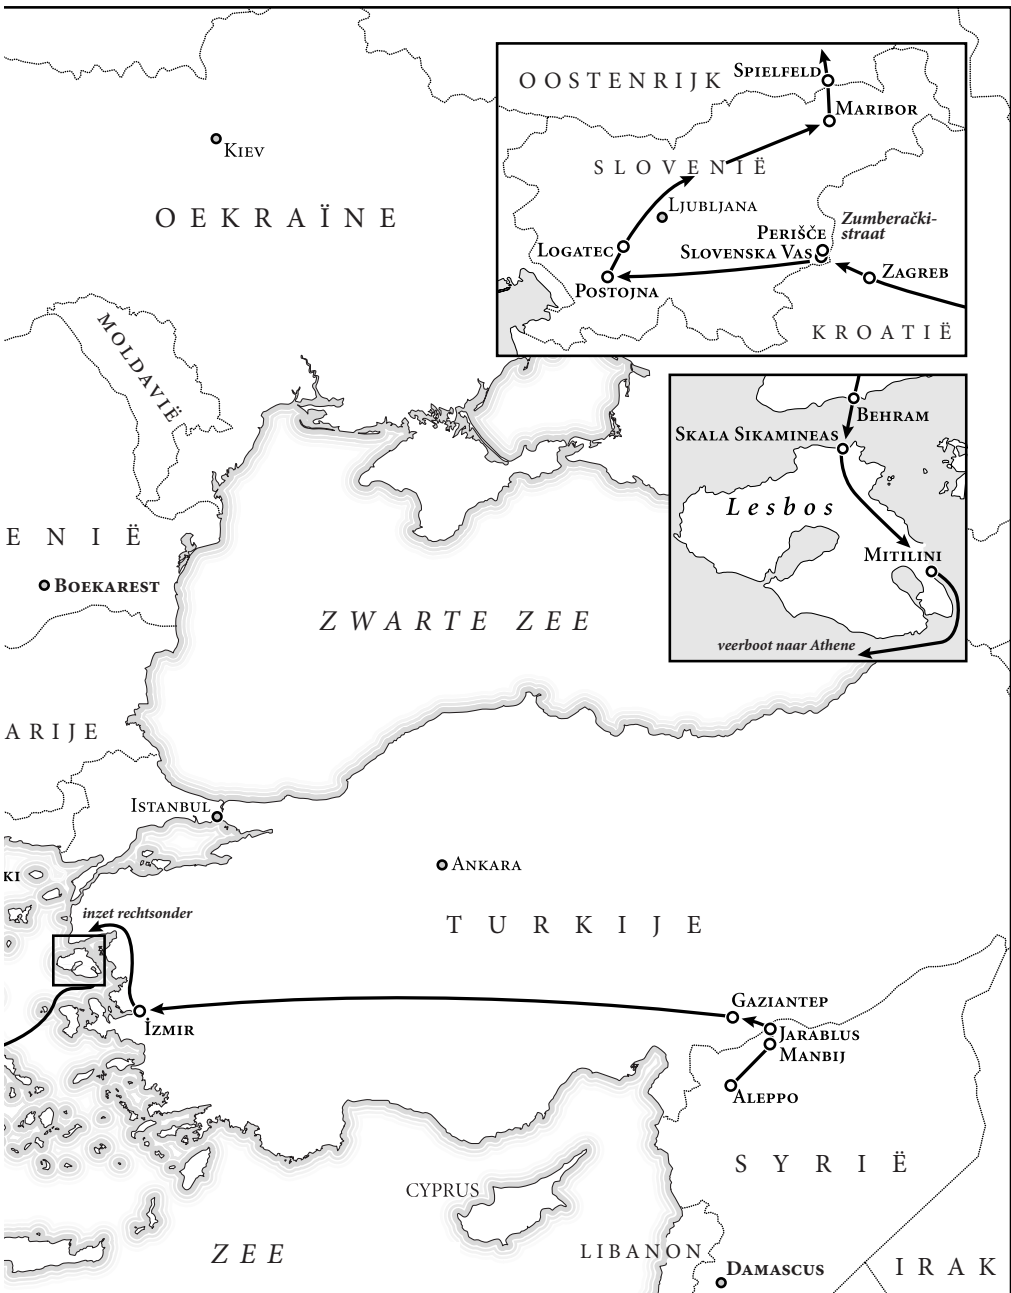 OOSTENRIJK
SPIELFELD
MARIBOR
SLOVENIË
LJUBLJANA
Zumberački-
straat
PERIŠČE
LOGATEC
SLOVENSKA VAS
ZAGREB
POSTOJNA
KROATIË
KIEV
OEKRAÏNE
MOLDAVIË
BEHRAM
SKALA SIKAMINEAS
Lesbos
MITILINI
veerboot naar Athene
ENIË
BOEKAREST
ZWARTE ZEE
ARIJE
ISTANBUL
ANKARA
KI
inzet rechtsonder
TURKIJE
GAZIANTEP
İZMIR
JARABLUS
MANBIJ
ALEPPO
SYRIË
CYPRUS
ZEE
LIBANON
DAMASCUS
IRAK